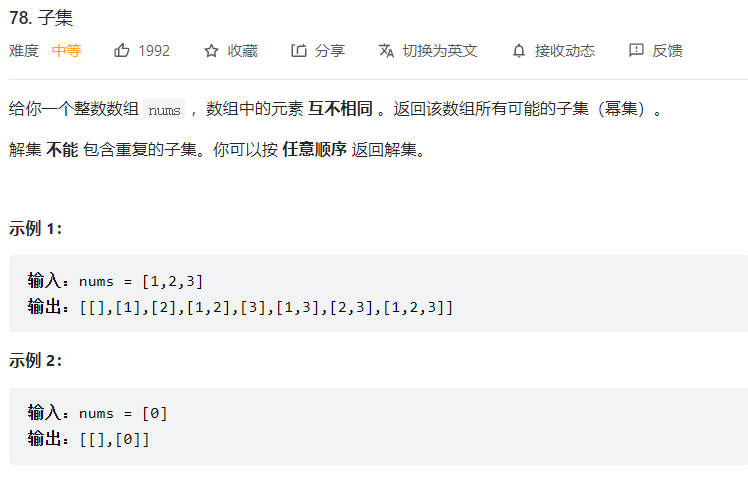 78. 子集
难度 中等 1992 收藏 分享 切换为英文 接收动态 反馈
给你一个整数数组 nums ，数组中的元素 互不相同 。返回该数组所有可能的子集（幂集）。
解集 不能 包含重复的子集。你可以按 任意顺序 返回解集。
示例 1：
输入：nums = [1,2,3]
输出：[[],[1],[2],[1,2],[3],[1,3],[2,3],[1,2,3]]
示例 2：
输入：nums = [0]
输出：[[],[0]]